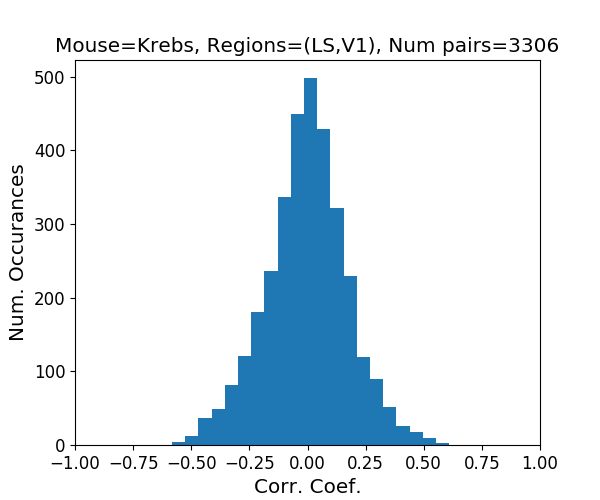 Mouse=Krebs, Regions=(LS,V1), Num pairs=3306
500
400
300
200
100
0
Num. Occurances
−1.00 −0.75 −0.50 −0.25 0.00 0.25 0.50 0.75 1.00
Corr. Coef.